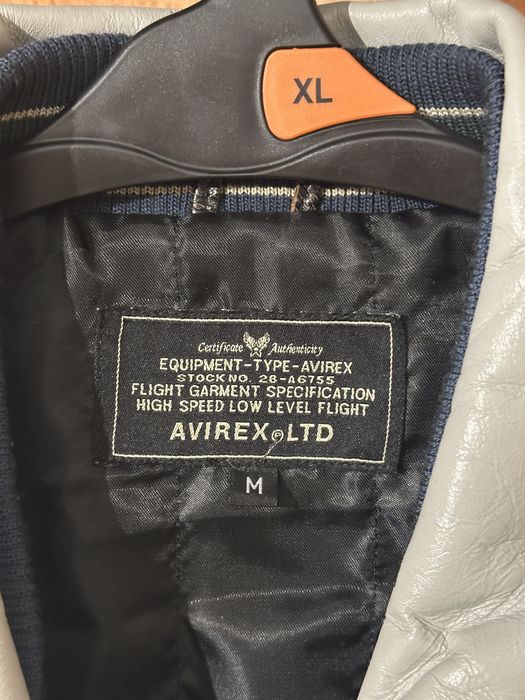 XL
Certificate Authenticity
EQUIPMENT-TYPE-AVIREX
STOCK NO. 28-A6755
FLIGHT GARMENT SPECIFICATION
HIGH SPEED LOW LEVEL FLIGHT
AVIREX® LTD
M